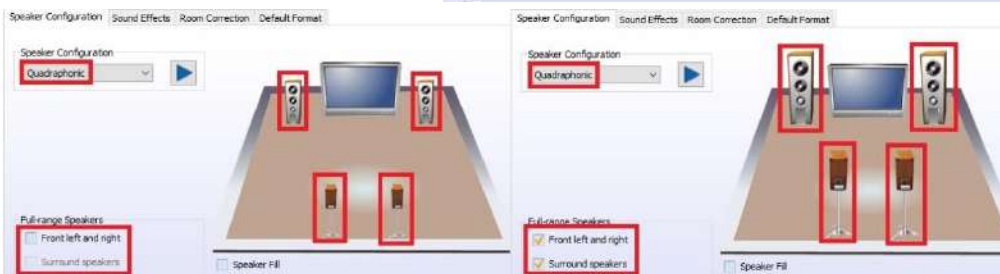 Speaker Configuration Sound Effects Room Correction Default Format
Speaker Configuration
Quadraphonic
Full-range Speakers
Front left and right
Surround speakers
Speaker Fill
Speaker Configuration Sound Effects Room Correction Default Format
Speaker Configuration
Quadraphonic
Full-range Speakers
Front left and right
Surround speakers
Speaker Fill